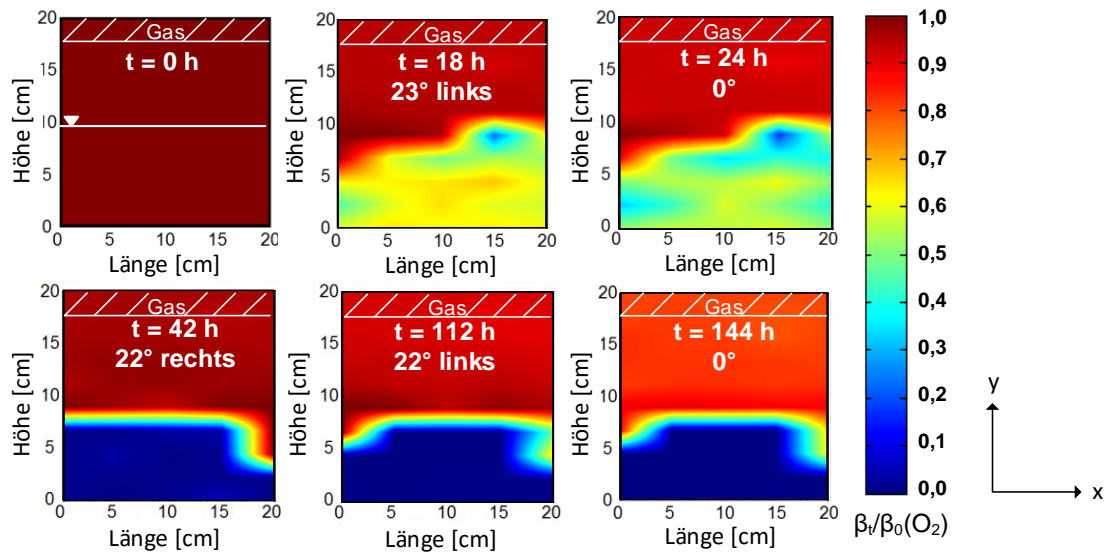 20
15
10
5
0
Höhe [cm]
Gas
t = 0 h
0 5 10 15 20
Länge [cm]
20
15
10
5
0
Höhe [cm]
Gas
t = 18 h
23° links
0 5 10 15 20
Länge [cm]
20
15
10
5
0
Höhe [cm]
Gas
t = 24 h
0°
0 5 10 15 20
Länge [cm]
20
15
10
5
0
Höhe [cm]
Gas
t = 42 h
22° rechts
0 5 10 15 20
Länge [cm]
20
15
10
5
0
Höhe [cm]
Gas
t = 112 h
22° links
0 5 10 15 20
Länge [cm]
20
15
10
5
0
Höhe [cm]
Gas
t = 144 h
0°
0 5 10 15 20
Länge [cm]
1,0
0,9
0,8
0,7
0,6
0,5
0,4
0,3
0,2
0,1
0,0
βt/β0(O2)
y
x